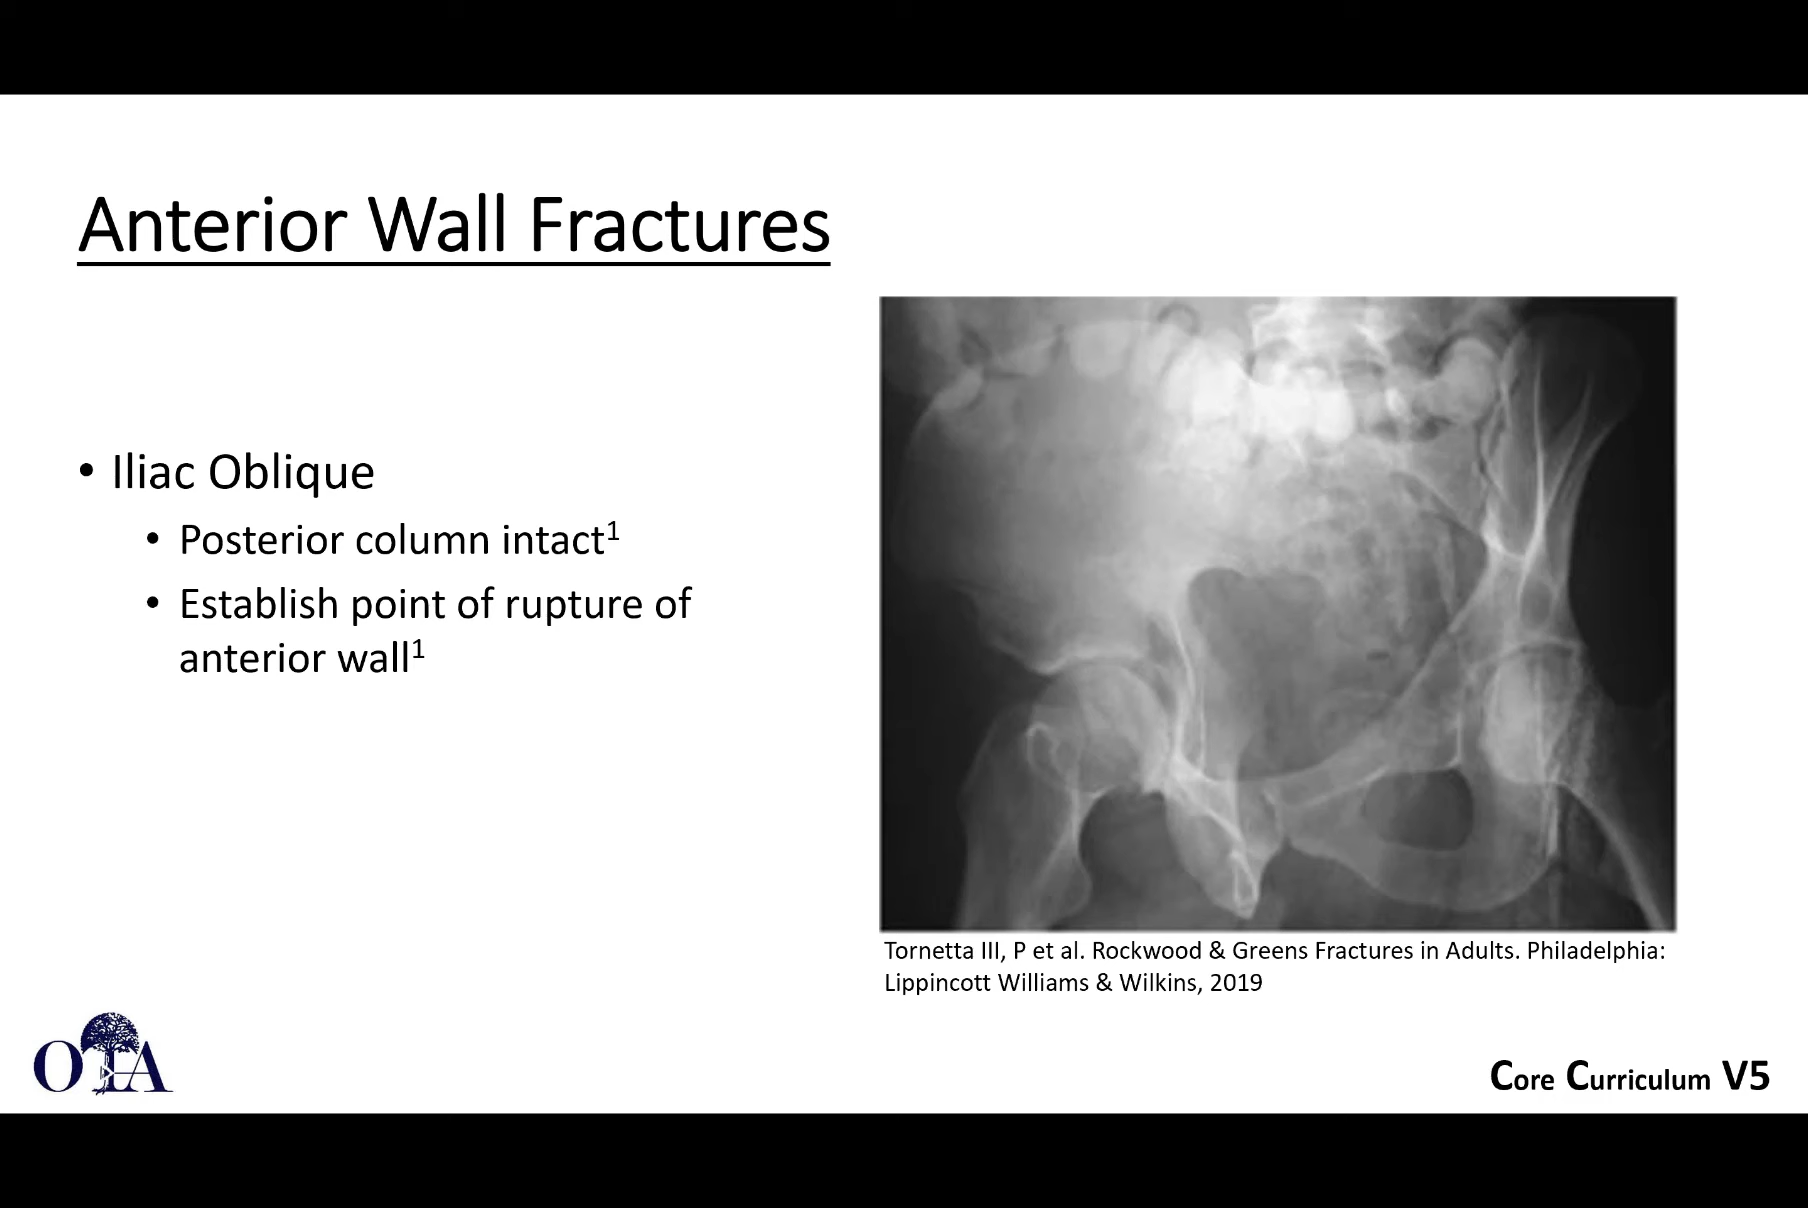 Anterior Wall Fractures
• Iliac Oblique
• Posterior column intact¹
• Establish point of rupture of
anterior wall¹
Tornetta III, P et al. Rockwood & Greens Fractures in Adults. Philadelphia:
Lippincott Williams & Wilkins, 2019
OTA
Core Curriculum V5